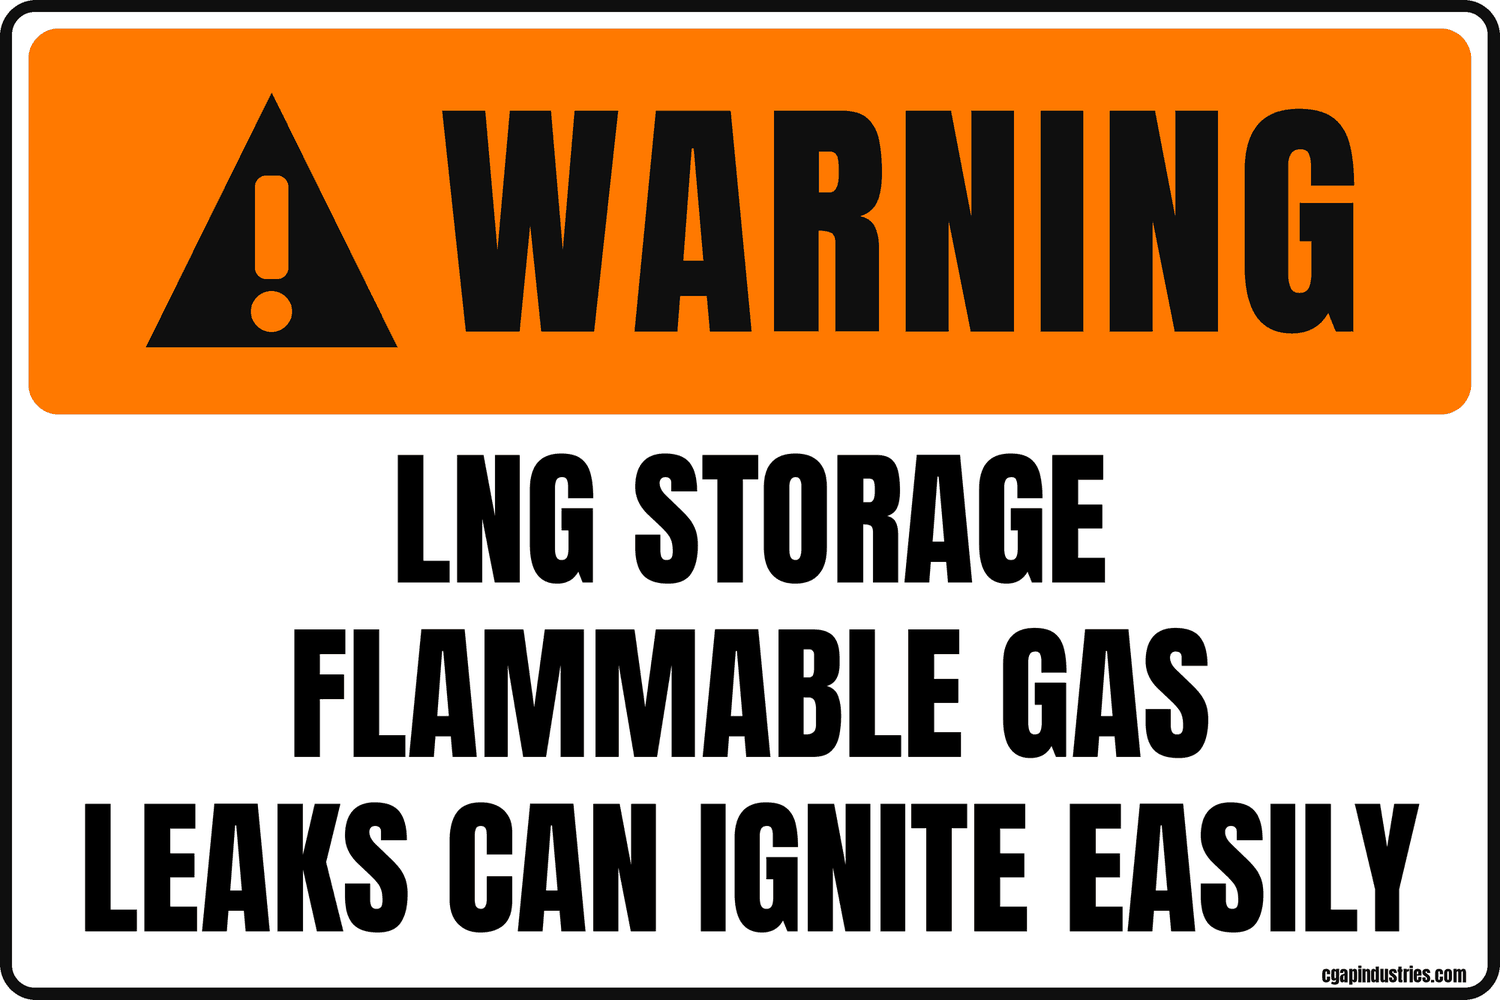 WARNING
LNG STORAGE
FLAMMABLE GAS
LEAKS CAN IGNITE EASILY
cgapindustries.com